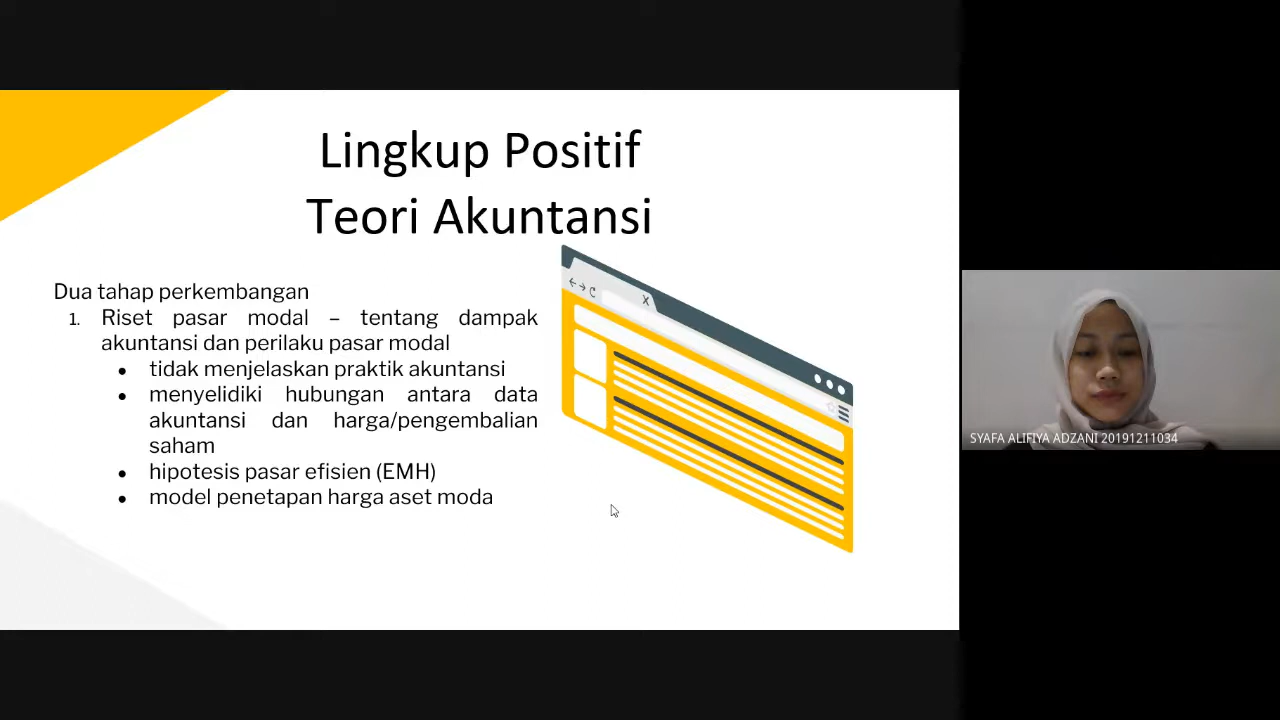 Lingkup Positif
Teori Akuntansi
Dua tahap perkembangan
1. Riset pasar modal – tentang dampak
akuntansi dan perilaku pasar modal
● tidak menjelaskan praktik akuntansi
● menyelidiki hubungan antara data
akuntansi dan harga/pengembalian
saham
● hipotesis pasar efisien (EMH)
● model penetapan harga aset moda
X
SYAFA ALIFIYA ADZANI 20191211034